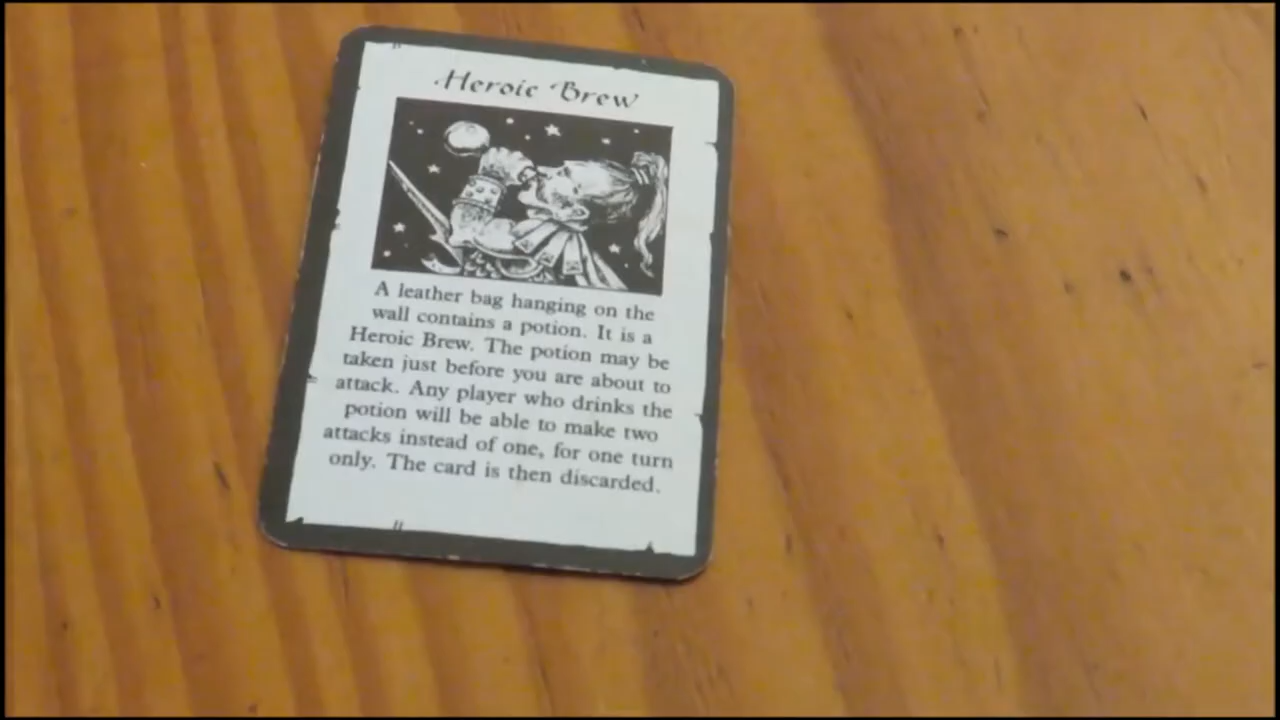 Heroic Brew
A leather bag hanging on the
wall contains a potion. It is a
Heroic Brew. The potion may be
taken just before you are about to
attack. Any player who drinks the
potion will be able to make two
attacks instead of one, for one turn
only. The card is then discarded.